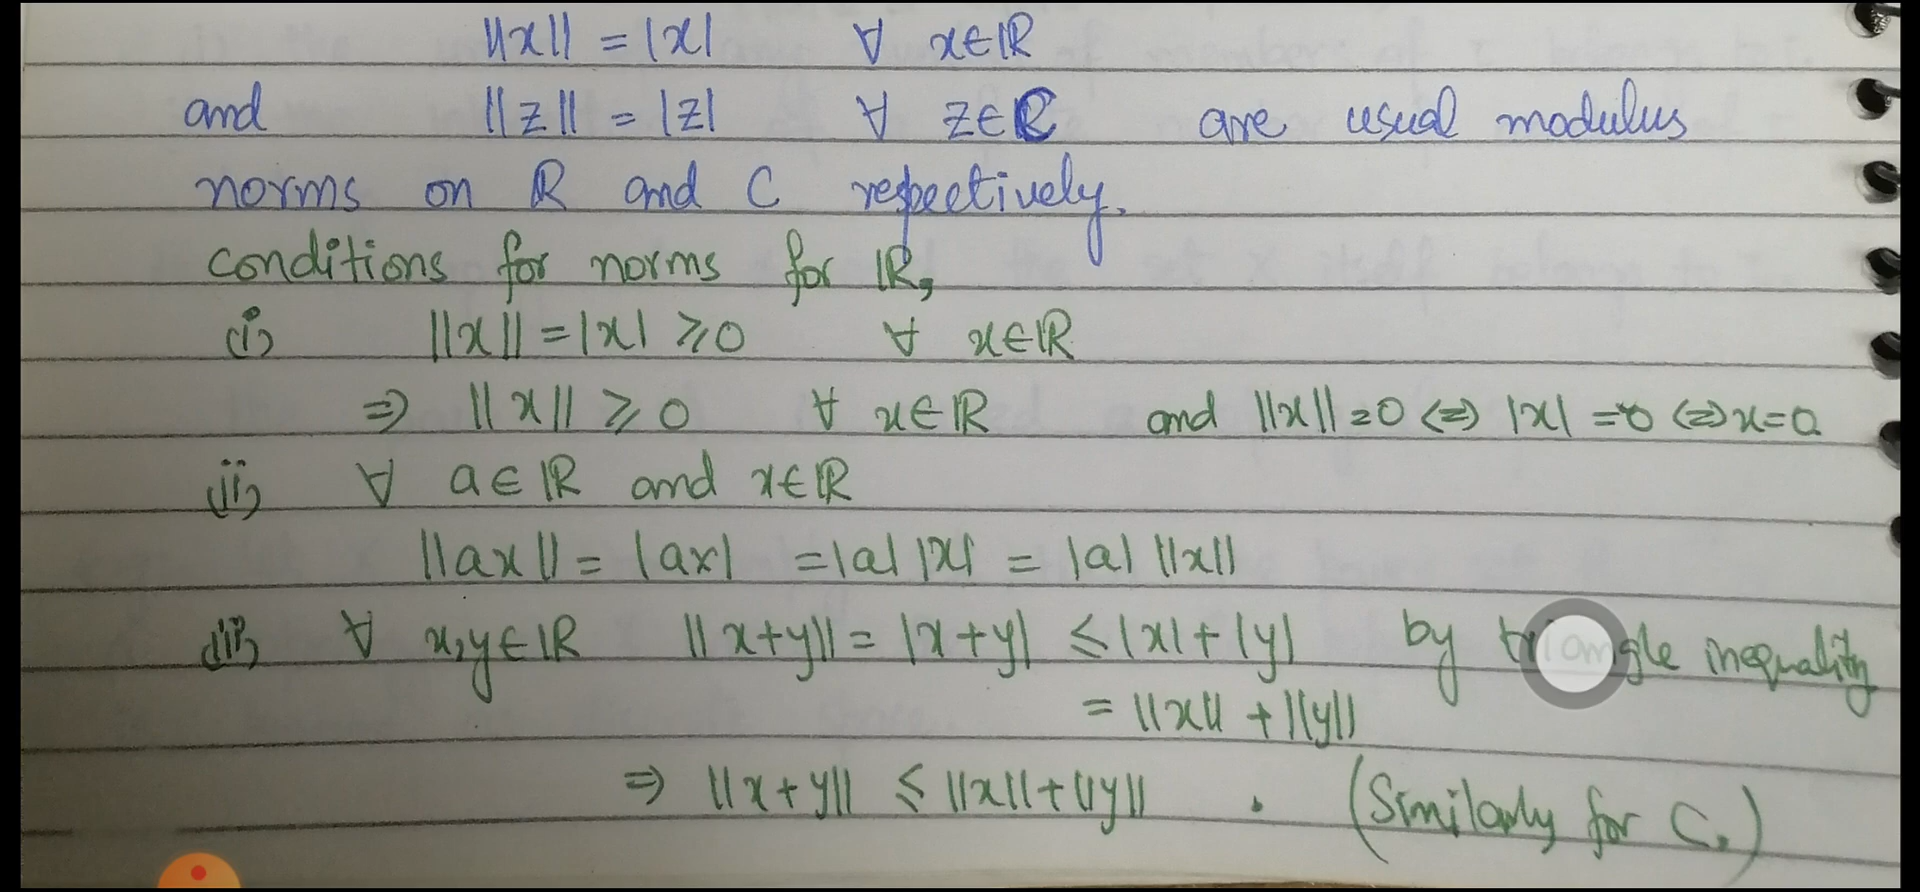 ||x|| = |x| ∀ x∈ℝ
and ||z|| = |z| ∀ z∈ℂ are usual modulus
norms on ℝ and C respectively.
conditions for norms for ℝ,
(i) ||x|| = |x| ⩾ 0 ∀ x∈ℝ
⇒ ||x|| ⩾ 0 ∀ x∈ℝ and ||x|| = 0 ⇔ |x| = 0 ⇔ x=0
(ii) ∀ a∈ℝ and x∈ℝ
||ax|| = |ax| = |a| |x| = |a| ||x||
(iii) ∀ x,y∈ℝ ||x+y|| = |x+y| ⩽ |x|+|y| by triangle inequality
= ||x|| + ||y||
⇒ ||x+y|| ⩽ ||x||+||y|| . (Similarly for C.)